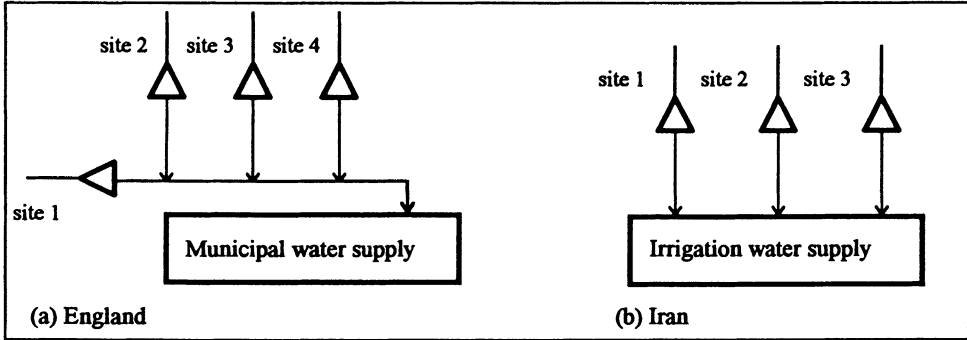 site 2 site 3 site 4
site 1 site 2 site 3
site 1
Municipal water supply
Irrigation water supply
(a) England
(b) Iran